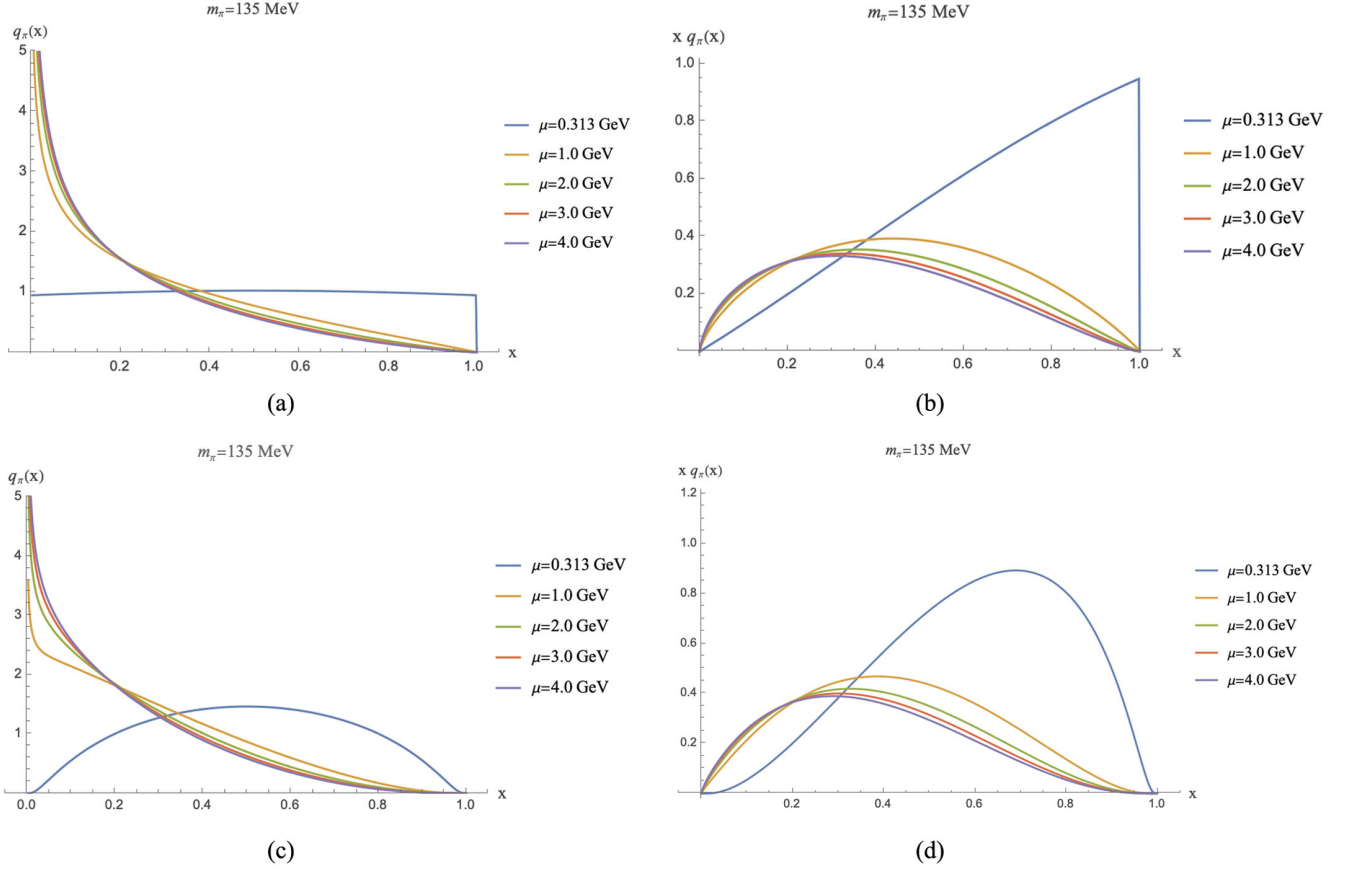 m_π=135 MeV
q_π(x)
5
4
3
2
1
0.2 0.4 0.6 0.8 1.0 x
μ=0.313 GeV
μ=1.0 GeV
μ=2.0 GeV
μ=3.0 GeV
μ=4.0 GeV
(a)
m_π=135 MeV
x q_π(x)
1.0
0.8
0.6
0.4
0.2
0.2 0.4 0.6 0.8 1.0 x
μ=0.313 GeV
μ=1.0 GeV
μ=2.0 GeV
μ=3.0 GeV
μ=4.0 GeV
(b)
m_π=135 MeV
q_π(x)
5
4
3
2
1
0.0 0.2 0.4 0.6 0.8 1.0 x
μ=0.313 GeV
μ=1.0 GeV
μ=2.0 GeV
μ=3.0 GeV
μ=4.0 GeV
(c)
m_π=135 MeV
x q_π(x)
1.2
1.0
0.8
0.6
0.4
0.2
0.2 0.4 0.6 0.8 1.0 x
μ=0.313 GeV
μ=1.0 GeV
μ=2.0 GeV
μ=3.0 GeV
μ=4.0 GeV
(d)